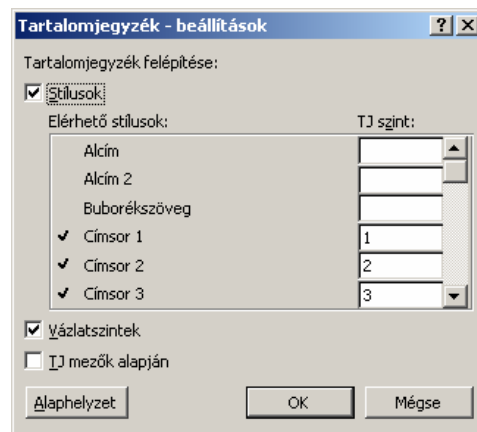 Tartalomjegyzék - beállítások
Tartalomjegyzék felépítése:
Stílusok
Elérhető stílusok: TJ szint:
Alcím
Alcím 2
Buborékszöveg
Címsor 1 1
Címsor 2 2
Címsor 3 3
Vázlatszintek
TJ mezők alapján
Alaphelyzet OK Mégse